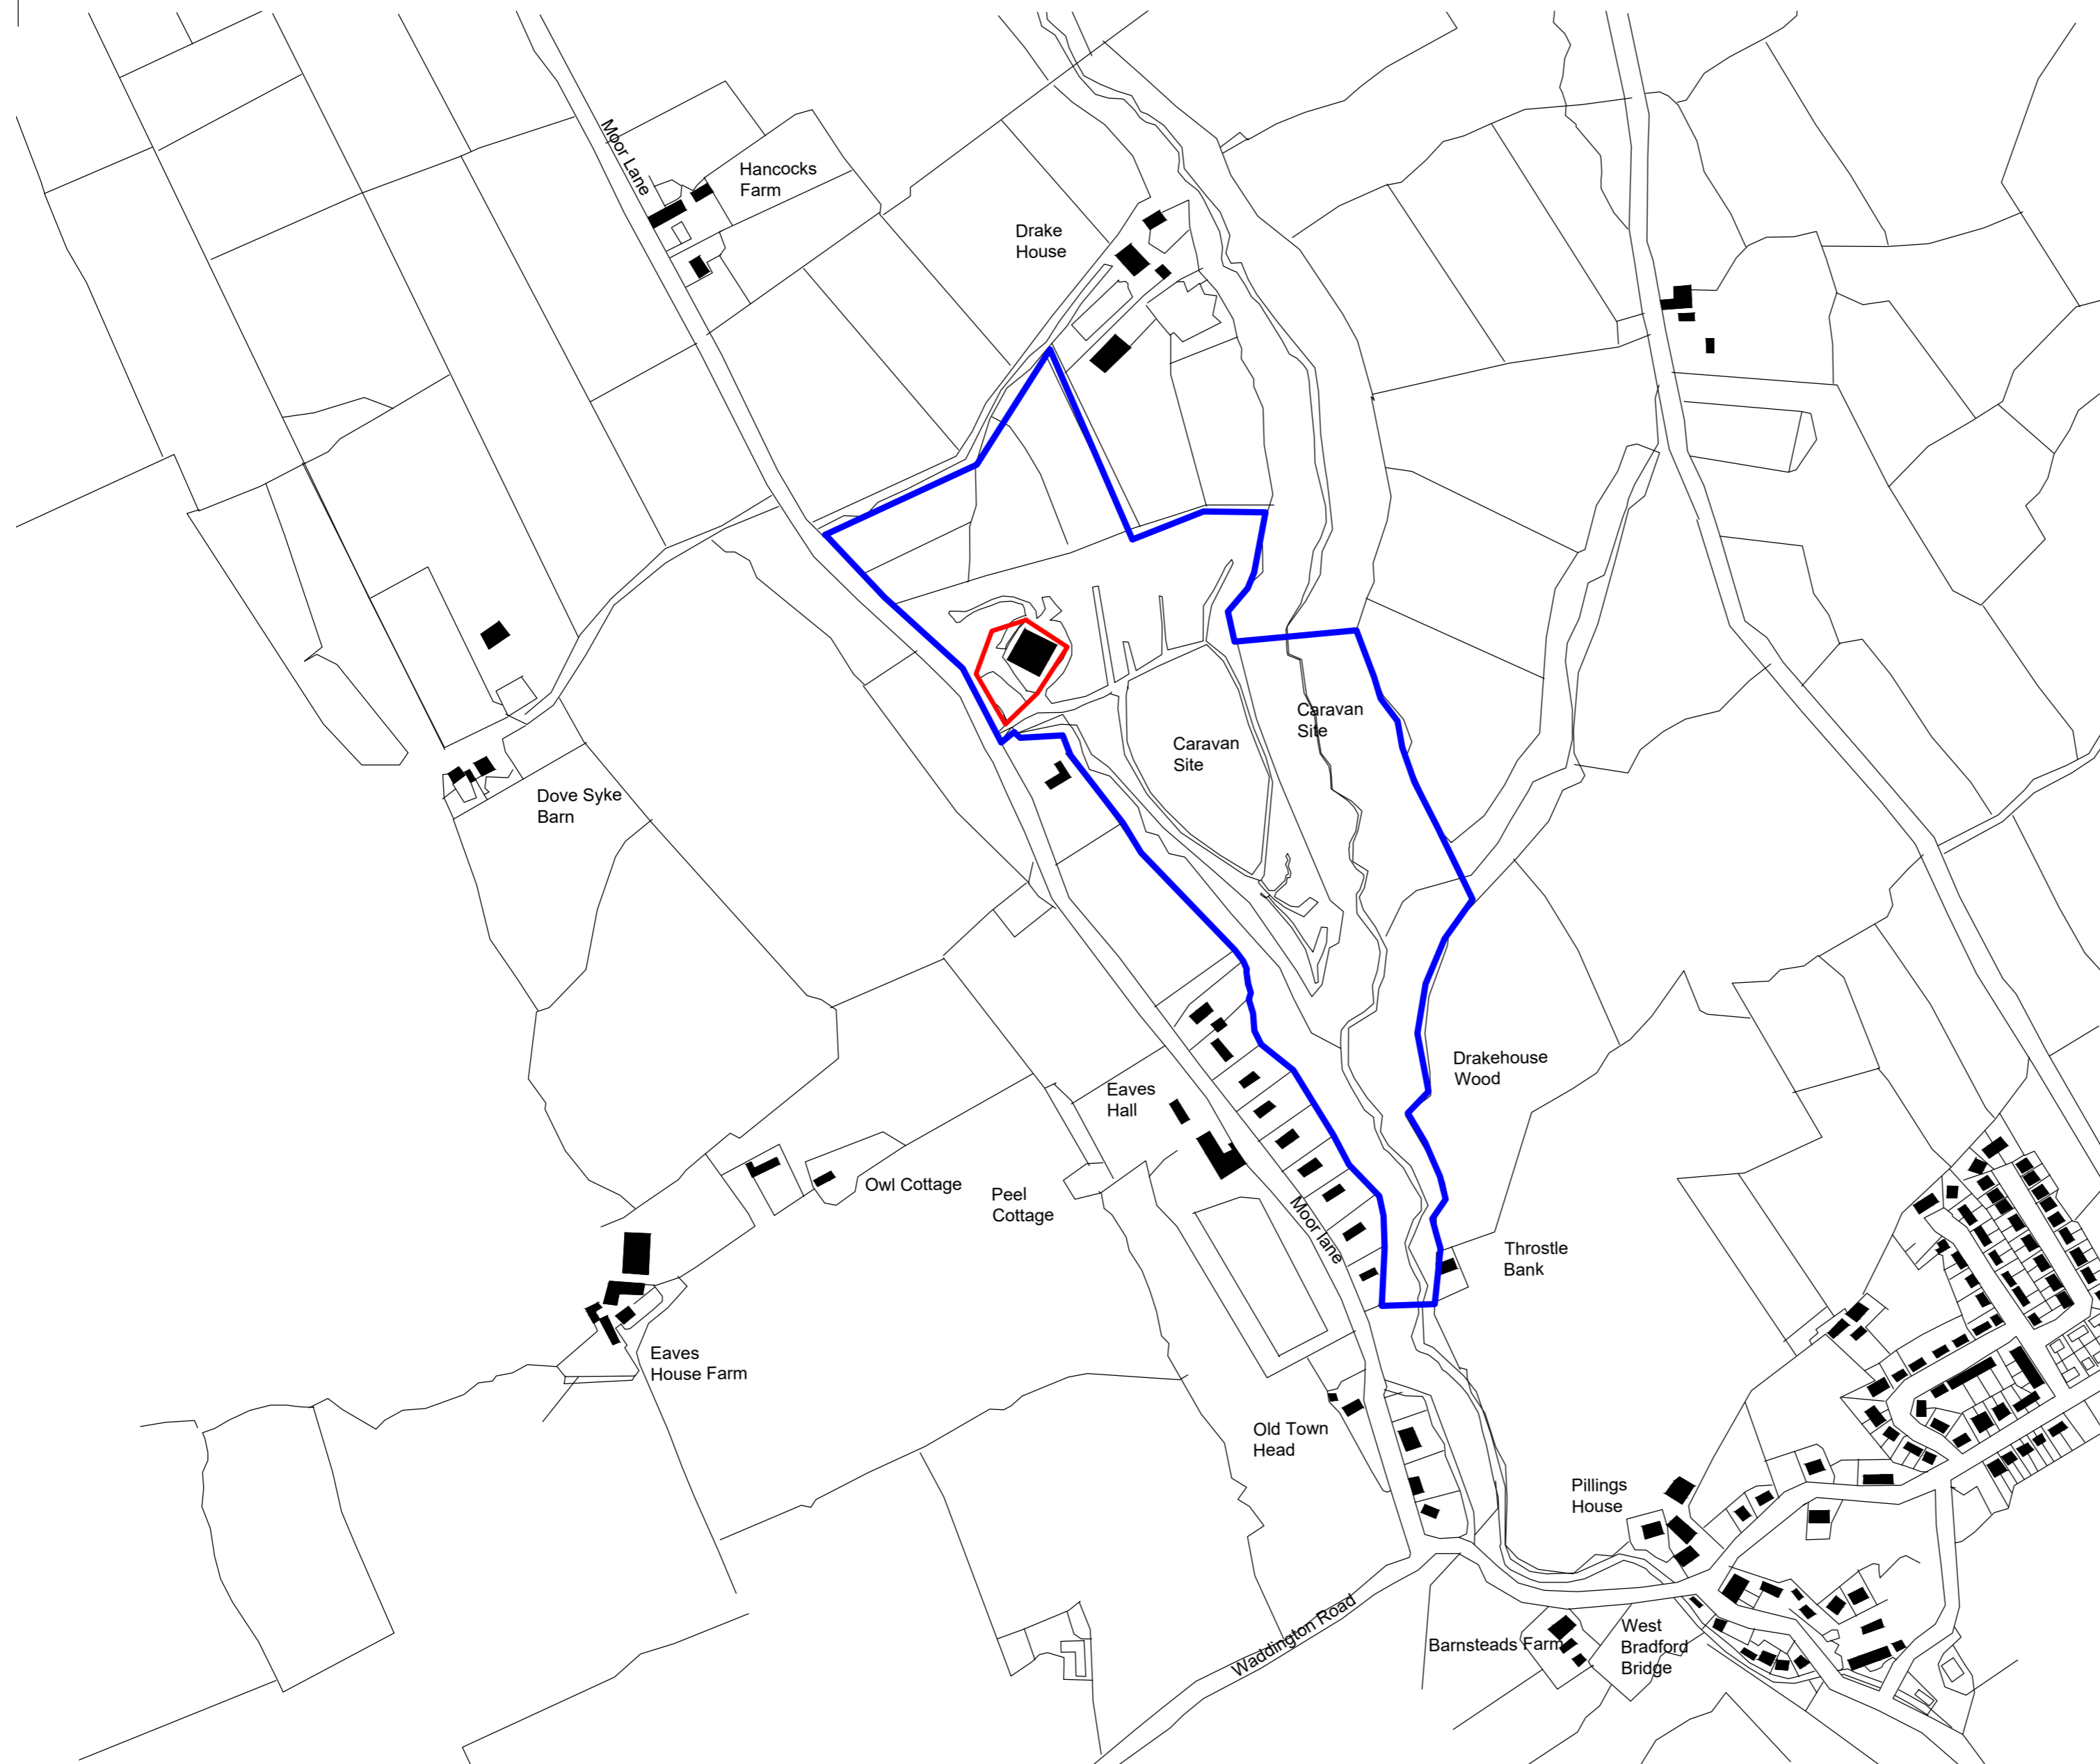 Moor Lane
Hancocks
Farm
Drake
House
Caravan
Site
Caravan
Site
Dove Syke
Barn
Drakehouse
Wood
Eaves
Hall
Owl Cottage
Peel
Cottage
Moor lane
Throstle
Bank
Eaves
House Farm
Old Town
Head
Pillings
House
Waddington Road
Barnsteads Farm
West
Bradford
Bridge